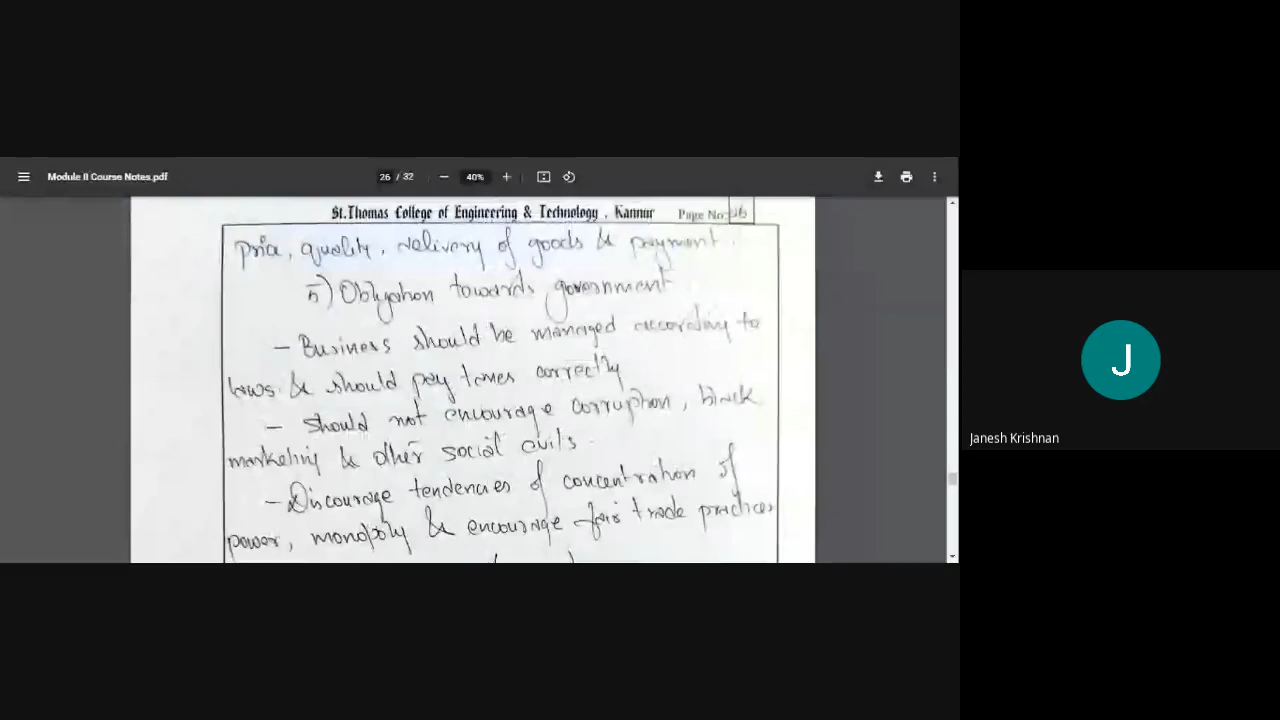 Module II Course Notes.pdf
26 / 32
40%
St.Thomas College of Engineering & Technology , Kannur
Page No: 26
price, quality, delivery of goods & payment.
5) Obligation towards government
- Business should be managed according to
laws & should pay taxes correctly
- should not encourage corruption, black
marketing & other social evils.
- Discourage tendencies of concentration of
power, monopoly & encourage fair trade practices
J
Janesh Krishnan